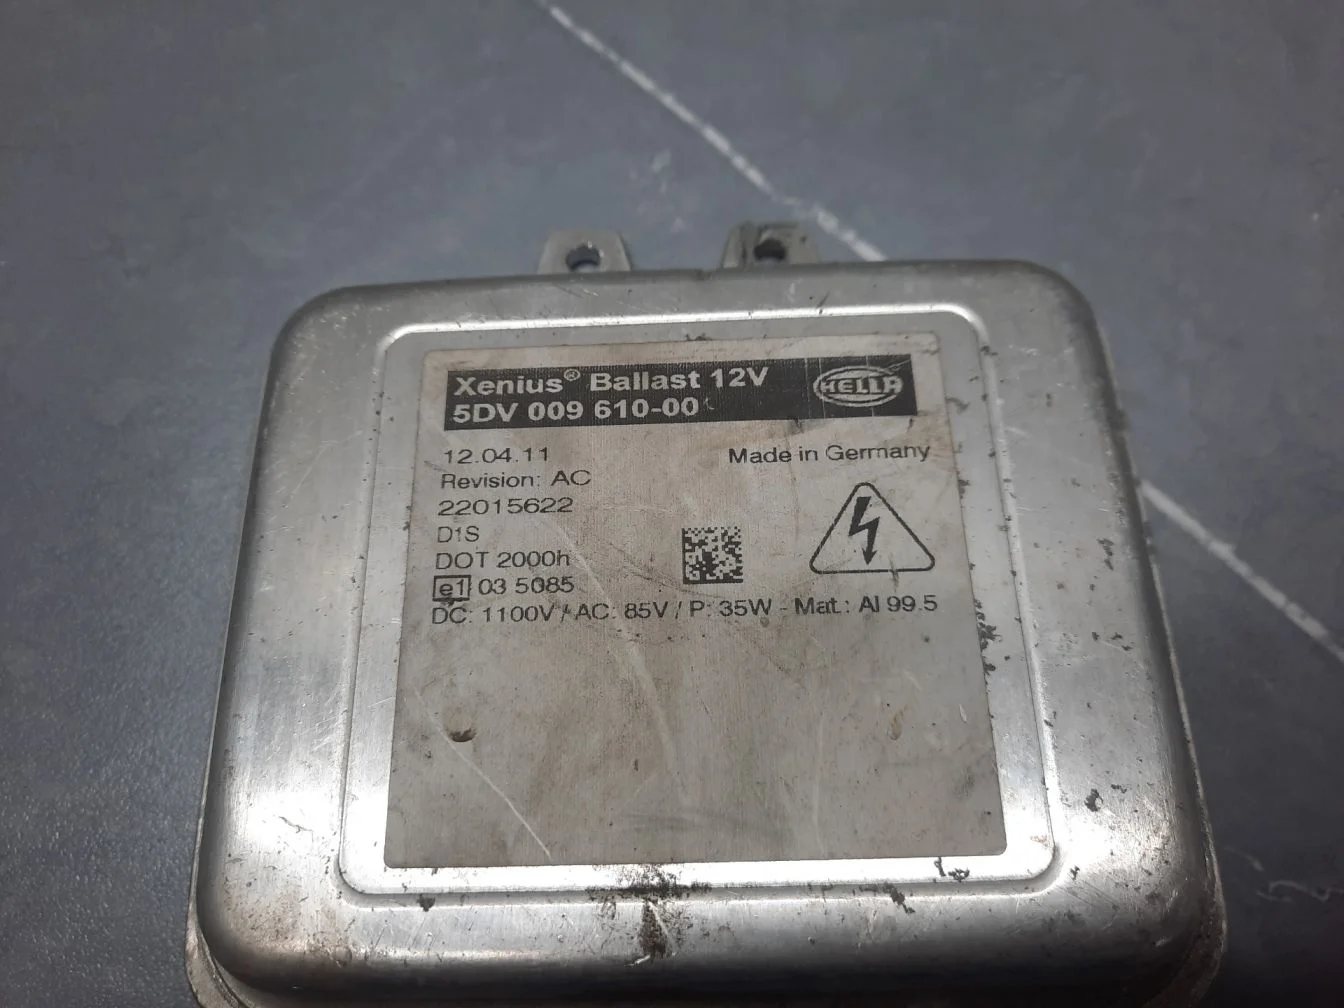 Xenius® Ballast 12V
HELLA
5DV 009 610-00
12.04.11
Made in Germany
Revision: AC
22015622
D1S
DOT 2000h
e1 03 5085
DC: 1100V / AC: 85V / P: 35W - Mat.: Al 99.5